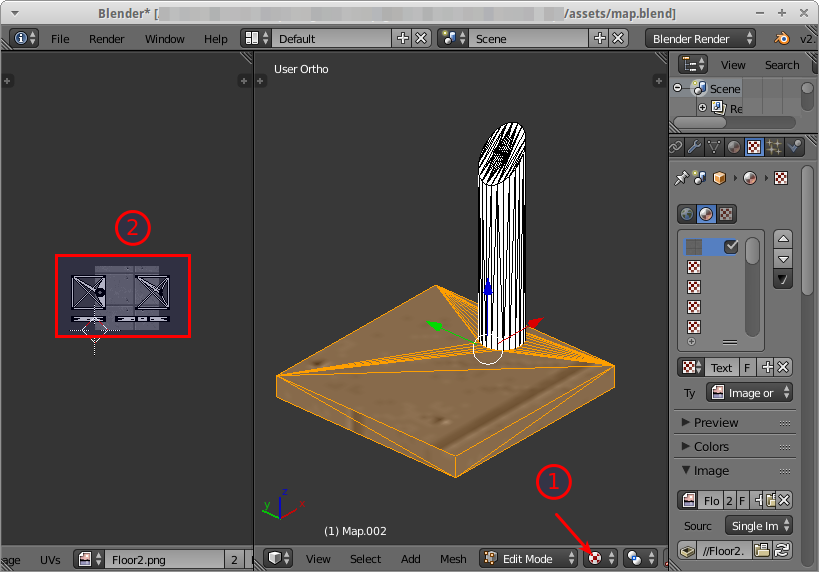 Blender* [ /assets/map.blend]
File Render Window Help Default Scene Blender Render v2.
User Ortho
View Search
Scene
Re
2
Text F
Ty Image or
Preview
Colors
Image
Flo 2 F
Sourc Single Im
//Floor2.
1
z
y
x
(1) Map.002
age UVs Floor2.png 2 View Select Add Mesh Edit Mode